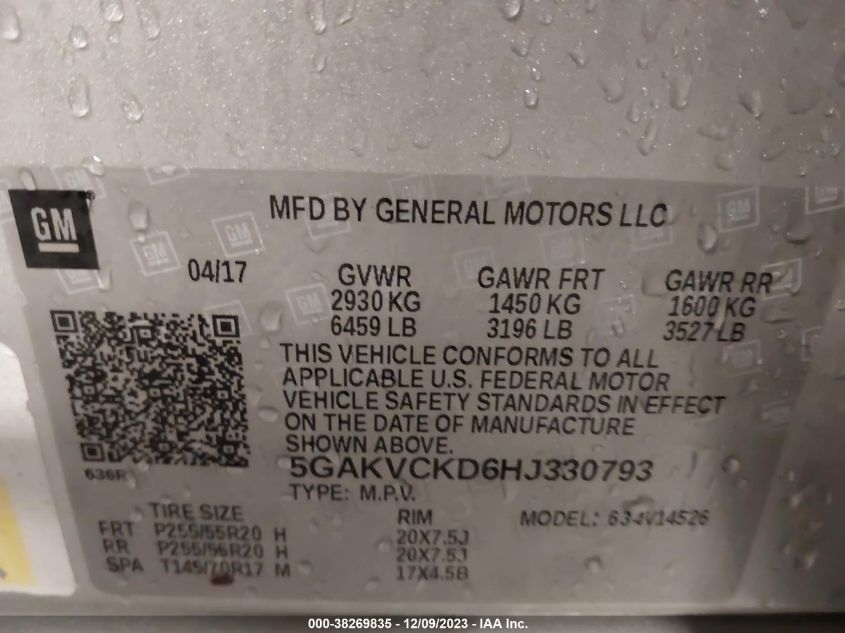 GM
MFD BY GENERAL MOTORS LLC
04/17 GVWR GAWR FRT GAWR RR
2930 KG 1450 KG 1600 KG
6459 LB 3196 LB 3527 LB
THIS VEHICLE CONFORMS TO ALL
APPLICABLE U.S. FEDERAL MOTOR
VEHICLE SAFETY STANDARDS IN EFFECT
ON THE DATE OF MANUFACTURE
SHOWN ABOVE.
636R 5GAKVCKD6HJ330793
TYPE: M.P.V.
TIRE SIZE RIM MODEL: 634V14526
FRT P255/55R20 H 20X7.5J
RR P255/55R20 H 20X7.5J
SPA T145/70R17 M 17X4.5B
000-38269835 - 12/09/2023 - IAA Inc.